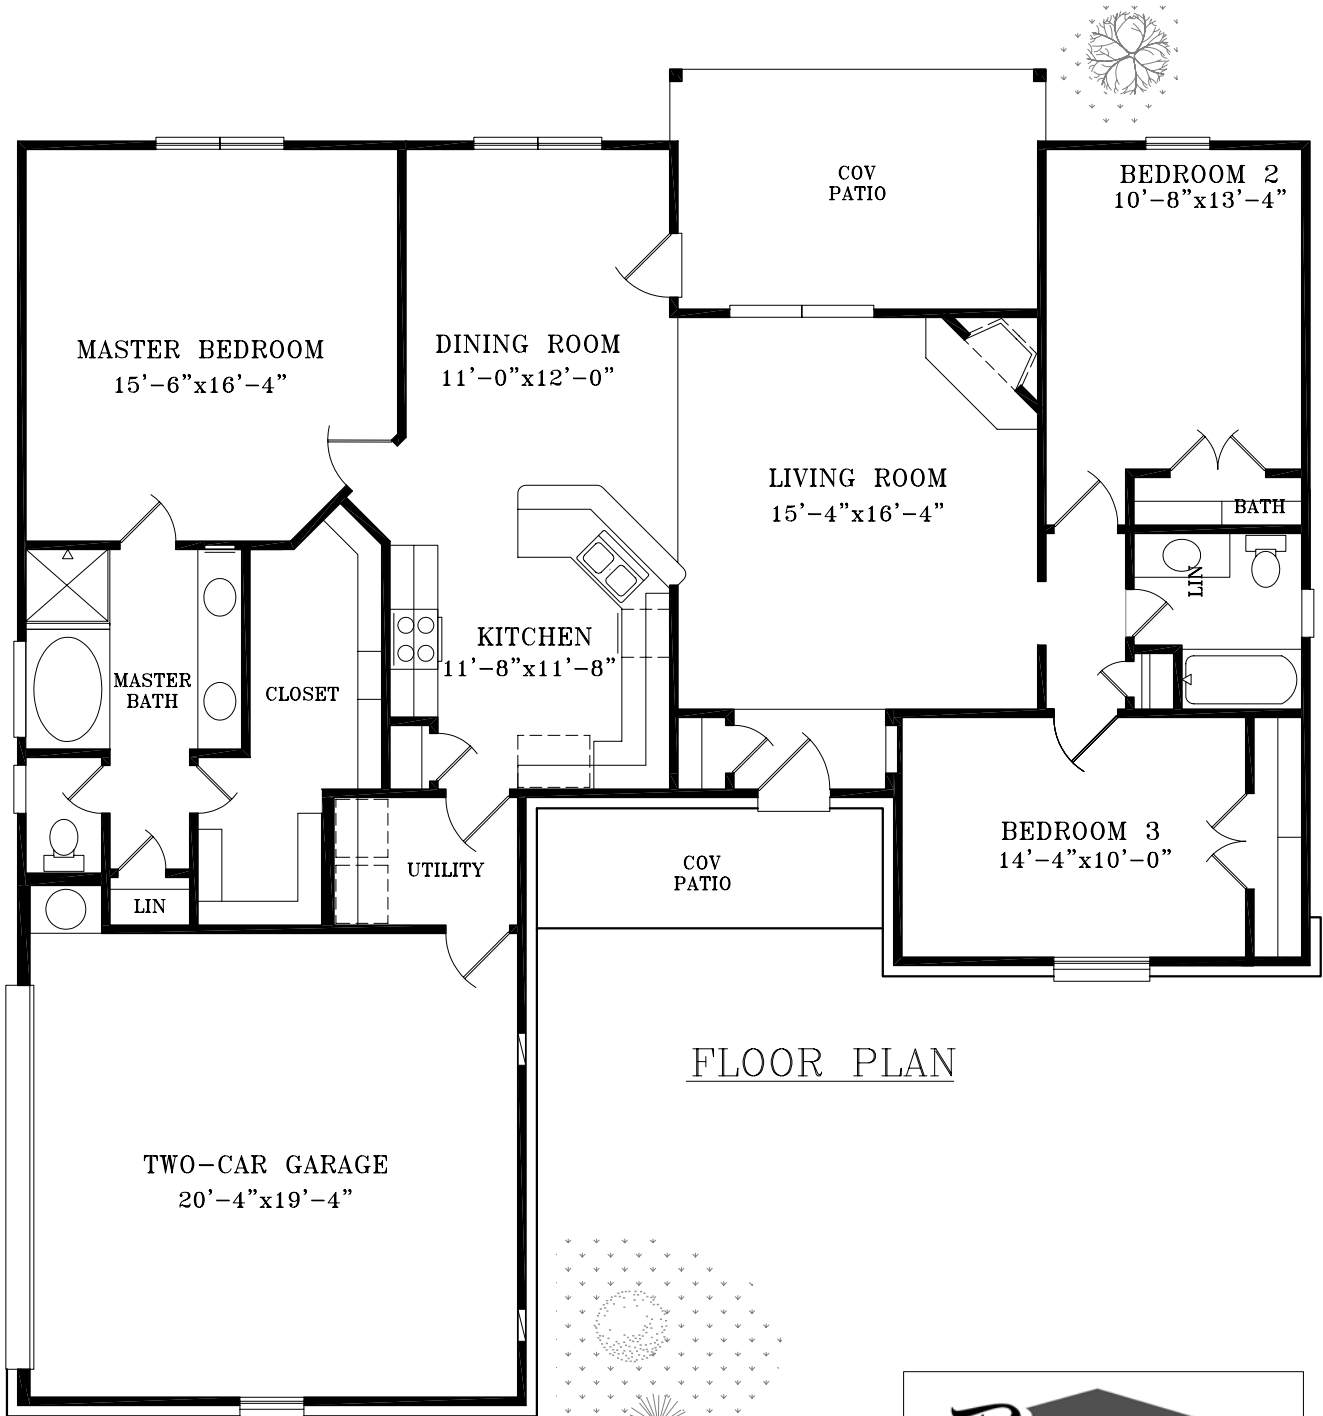 COV
PATIO
BEDROOM 2
10'-8"x13'-4"
MASTER BEDROOM
15'-6"x16'-4"
DINING ROOM
11'-0"x12'-0"
LIVING ROOM
15'-4"x16'-4"
BATH
LIN
KITCHEN
11'-8"x11'-8"
MASTER
BATH
CLOSET
BEDROOM 3
14'-4"x10'-0"
COV
PATIO
UTILITY
LIN
FLOOR PLAN
TWO-CAR GARAGE
20'-4"x19'-4"